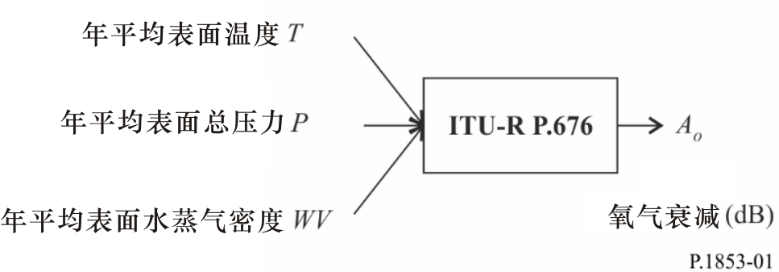 年平均表面温度 T
年平均表面总压力 P
ITU-R P.676
A_o
年平均表面水蒸气密度 WV
氧气衰减 (dB)
P.1853-01